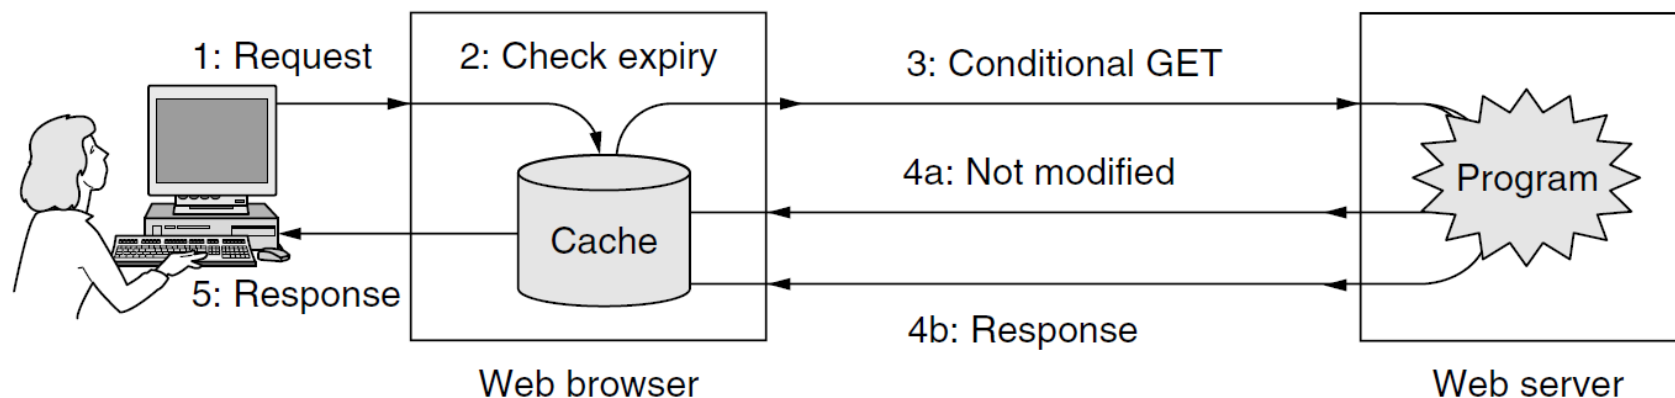 1: Request
2: Check expiry
3: Conditional GET
4a: Not modified
Program
Cache
5: Response
4b: Response
Web browser
Web server